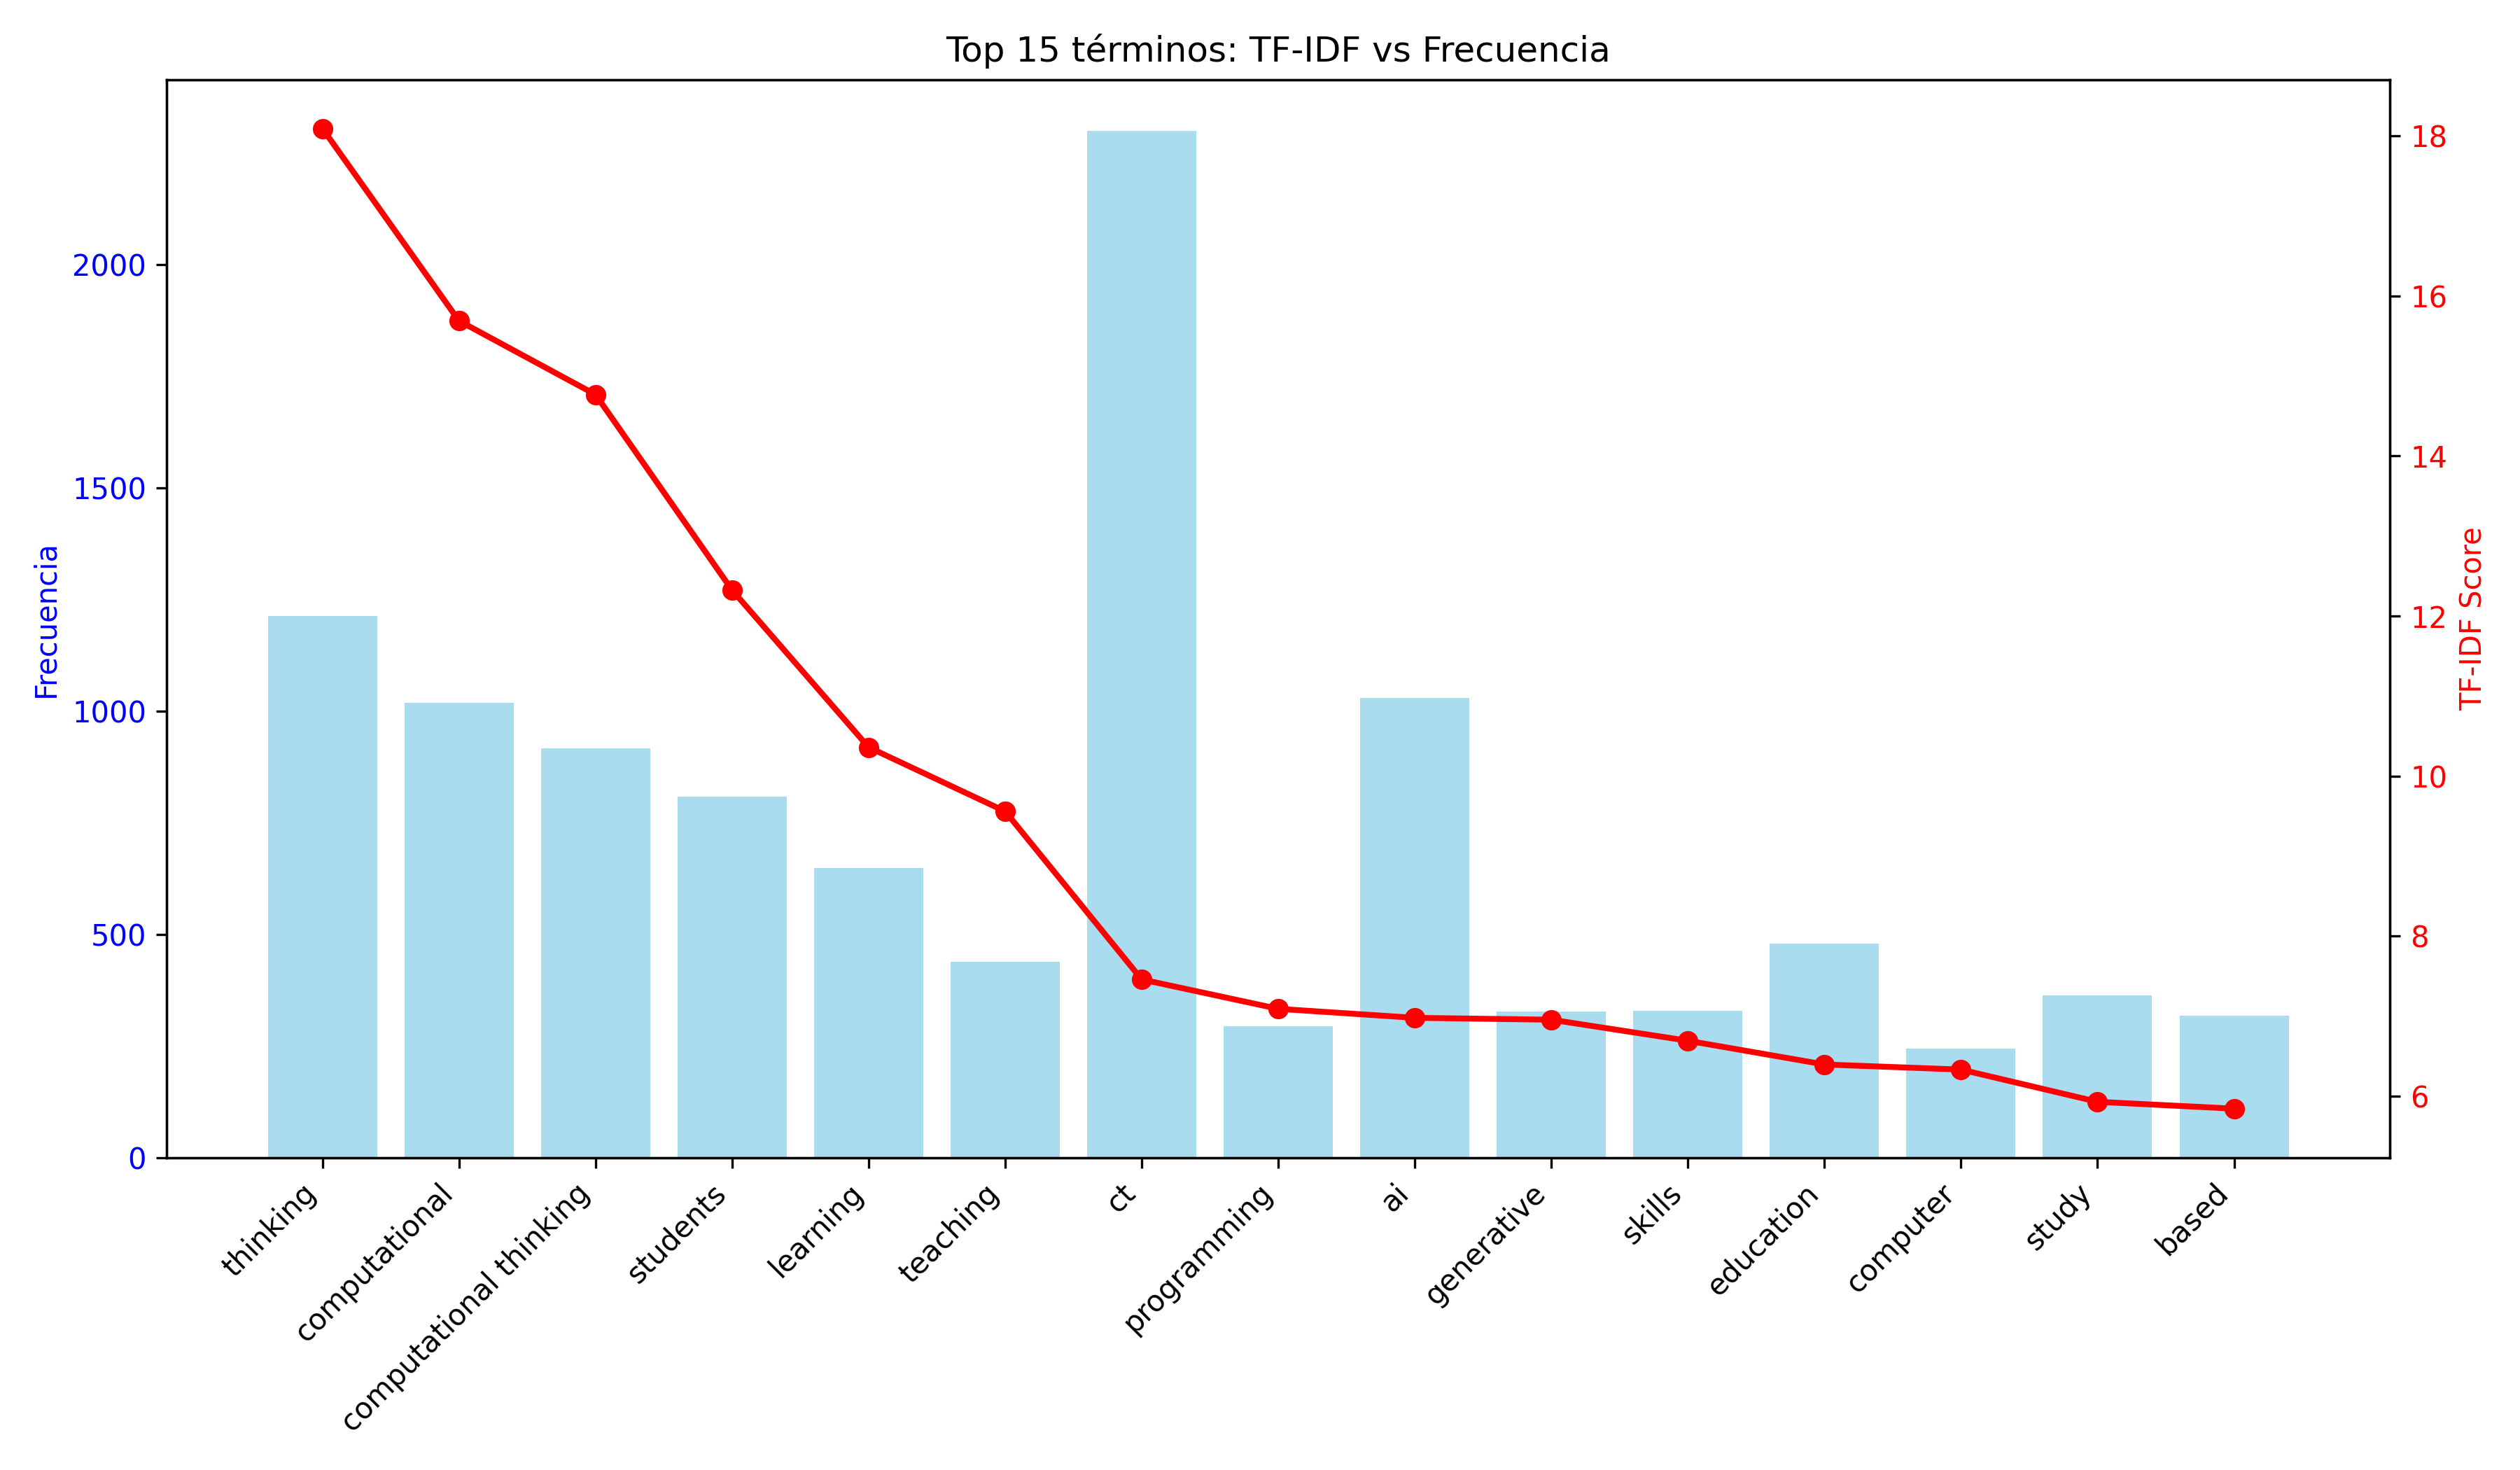 Top 15 términos: TF-IDF vs Frecuencia
Frecuencia
2000
1500
1000
500
0
TF-IDF Score
18
16
14
12
10
8
6
thinking
computational
computational thinking
students
learning
teaching
ct
programming
ai
generative
skills
education
computer
study
based